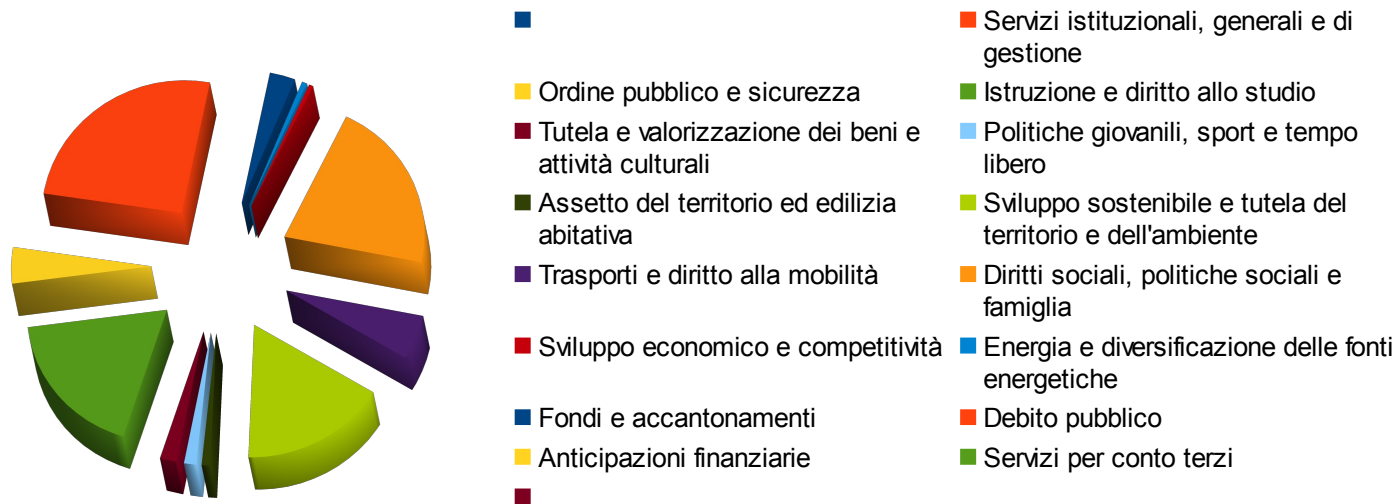 Servizi istituzionali, generali e di
gestione
Ordine pubblico e sicurezza
Istruzione e diritto allo studio
Tutela e valorizzazione dei beni e
attività culturali
Politiche giovanili, sport e tempo
libero
Assetto del territorio ed edilizia
abitativa
Sviluppo sostenibile e tutela del
territorio e dell'ambiente
Trasporti e diritto alla mobilità
Diritti sociali, politiche sociali e
famiglia
Sviluppo economico e competitività
Energia e diversificazione delle fonti
energetiche
Fondi e accantonamenti
Debito pubblico
Anticipazioni finanziarie
Servizi per conto terzi